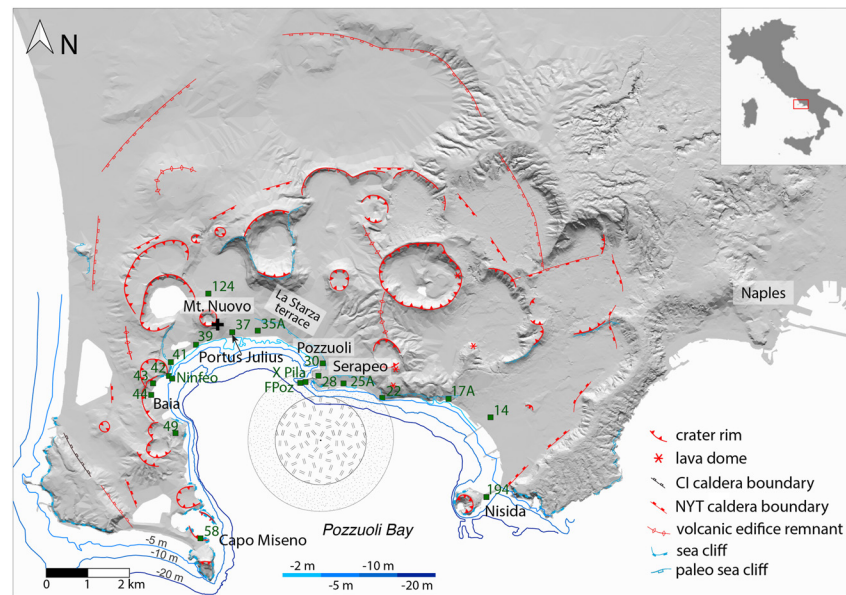 N
Naples
124
Mt. Nuovo
La Starza
terrace
37
35A
39
Portus Julius
Pozzuoli
41
30
Serapeo
42
43
Ninfeo
X Pila
28
25A
44
FPoz
22
17A
Baia
14
49
194
Nisida
58
Capo Miseno
Pozzuoli Bay
-5 m
-10 m
-20 m
0 1 2 km
-2 m
-10 m
-5 m
-20 m
crater rim
lava dome
CI caldera boundary
NYT caldera boundary
volcanic edifice remnant
sea cliff
paleo sea cliff